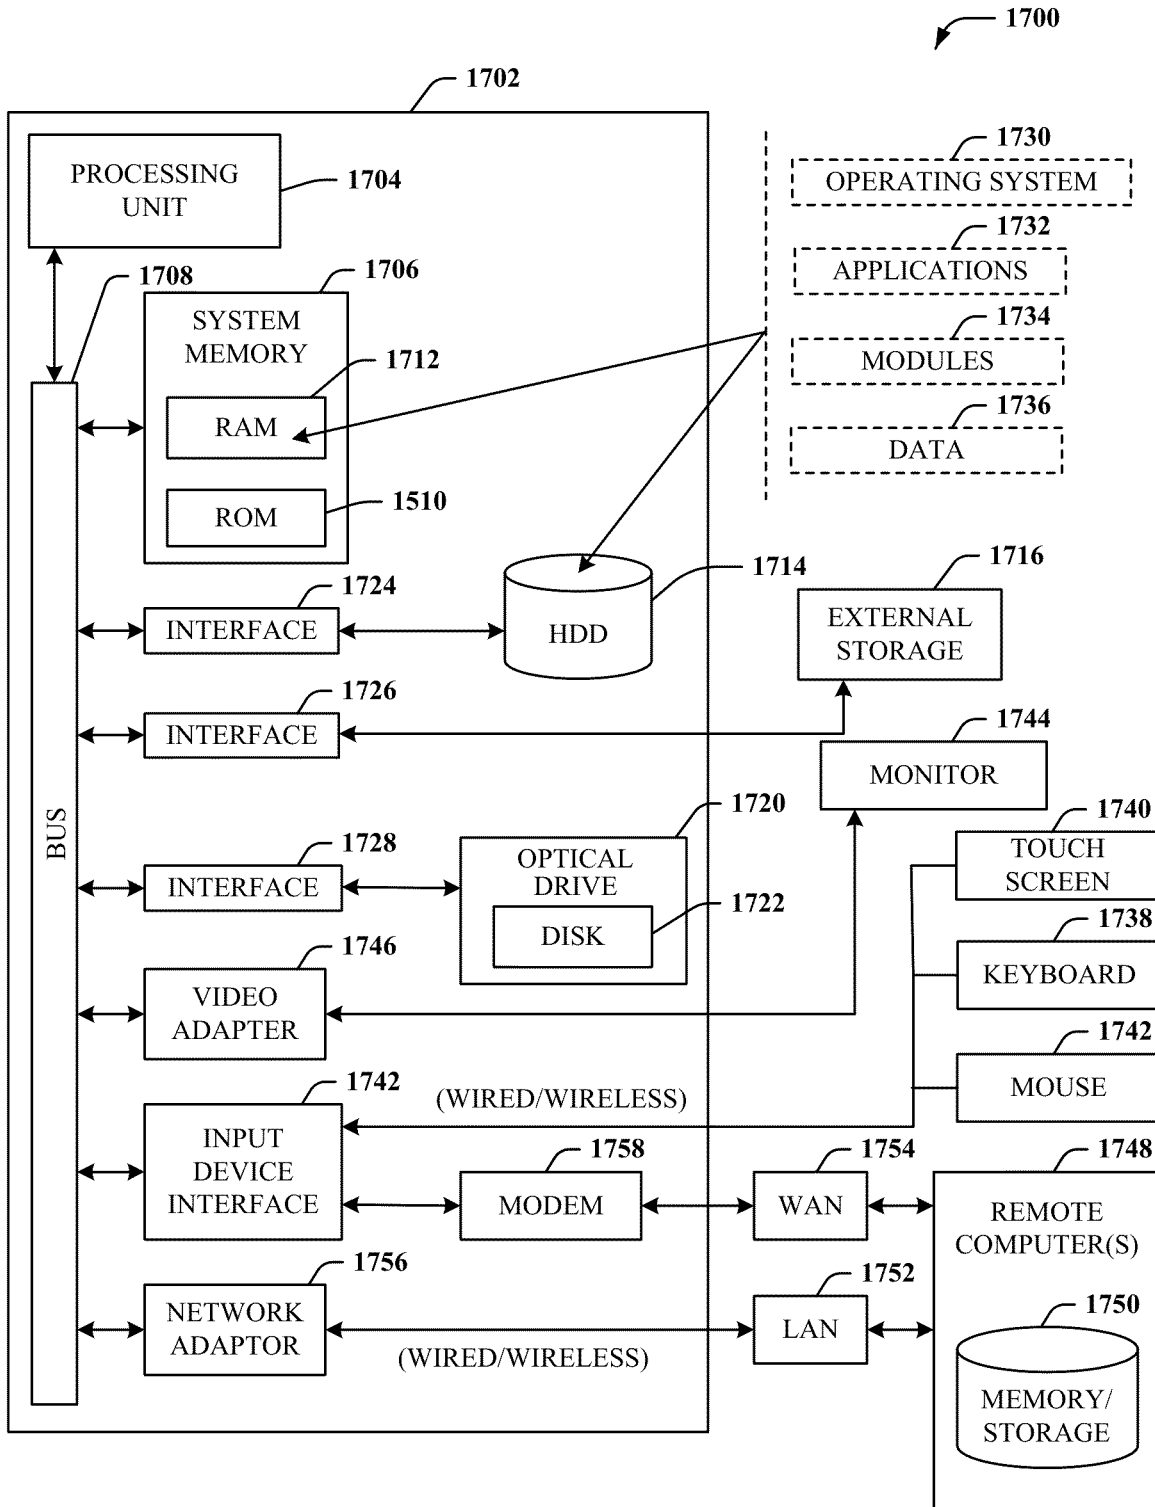 1700
1702
PROCESSING
UNIT
1704
1708
1706
SYSTEM
MEMORY
1712
RAM
ROM
1510
1730
OPERATING SYSTEM
1732
APPLICATIONS
1734
MODULES
1736
DATA
1724
INTERFACE
HDD
1714
1716
EXTERNAL
STORAGE
1726
INTERFACE
1744
MONITOR
BUS
1728
INTERFACE
1720
OPTICAL
DRIVE
1722
DISK
1740
TOUCH
SCREEN
1738
KEYBOARD
1742
MOUSE
1746
VIDEO
ADAPTER
1742
INPUT
DEVICE
INTERFACE
(WIRED/WIRELESS)
1758
MODEM
1754
WAN
1748
REMOTE
COMPUTER(S)
1756
NETWORK
ADAPTOR
(WIRED/WIRELESS)
1752
LAN
1750
MEMORY/
STORAGE